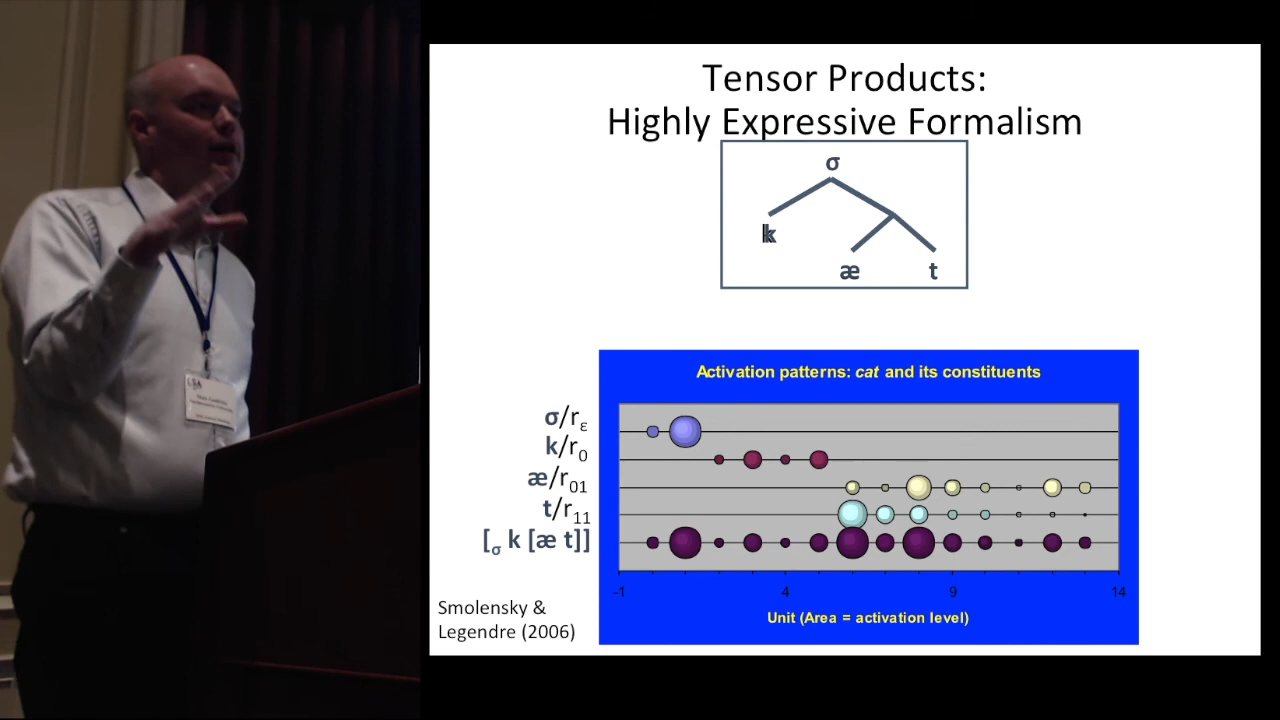 Tensor Products:
Highly Expressive Formalism
σ
k
æ t
Activation patterns: cat and its constituents
σ/rε
k/r0
æ/r01
t/r11
[σ k [æ t]]
-1 4 9 14
Unit (Area = activation level)
Smolensky &
Legendre (2006)
LSA